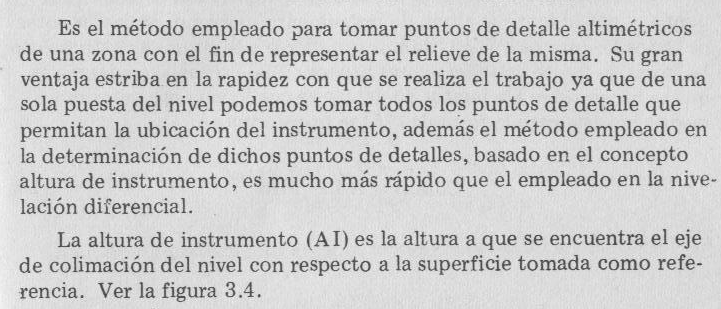 Es el método empleado para tomar puntos de detalle altimétricos
de una zona con el fin de representar el relieve de la misma. Su gran
ventaja estriba en la rapidez con que se realiza el trabajo ya que de una
sola puesta del nivel podemos tomar todos los puntos de detalle que
permitan la ubicación del instrumento, además el método empleado en
la determinación de dichos puntos de detalles, basado en el concepto
altura de instrumento, es mucho más rápido que el empleado en la nive-
lación diferencial.
La altura de instrumento (AI) es la altura a que se encuentra el eje
de colimación del nivel con respecto a la superficie tomada como refe-
rencia. Ver la figura 3.4.